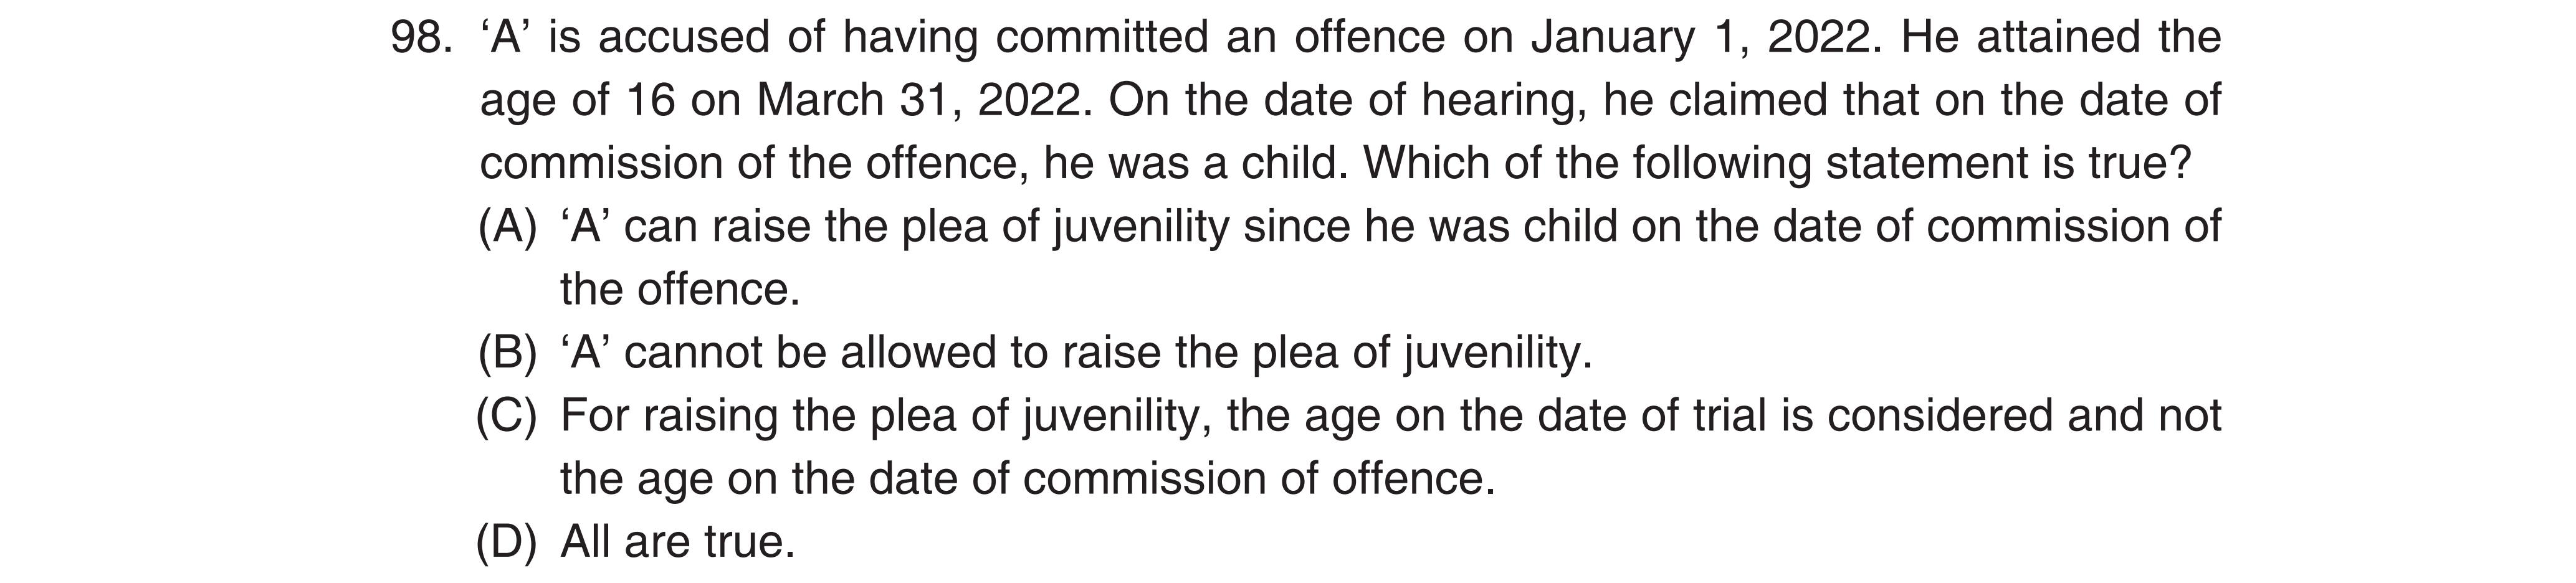 98. ‘A’ is accused of having committed an offence on January 1, 2022. He attained the
age of 16 on March 31, 2022. On the date of hearing, he claimed that on the date of
commission of the offence, he was a child. Which of the following statement is true?
(A) ‘A’ can raise the plea of juvenility since he was child on the date of commission of
the offence.
(B) ‘A’ cannot be allowed to raise the plea of juvenility.
(C) For raising the plea of juvenility, the age on the date of trial is considered and not
the age on the date of commission of offence.
(D) All are true.